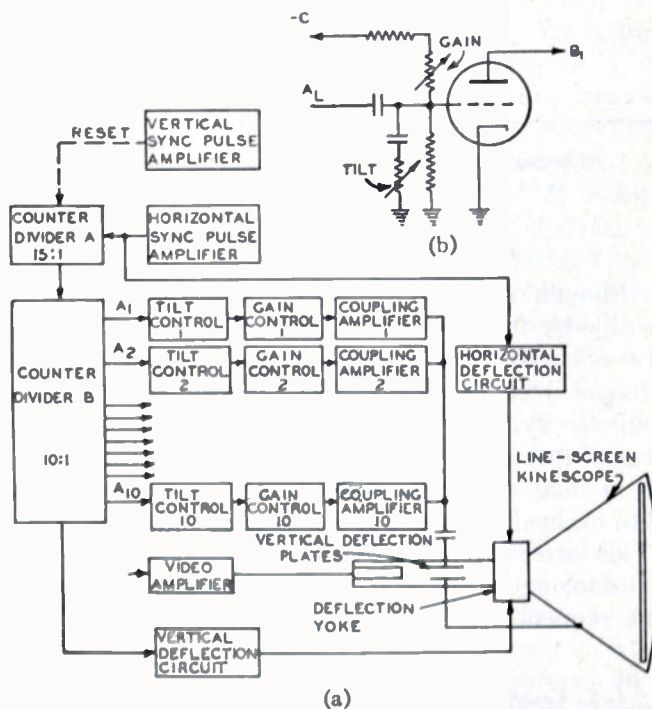 -C
GAIN
B1
AL
TILT
(b)
RESET
VERTICAL
SYNC PULSE
AMPLIFIER
COUNTER
DIVIDER A
15:1
HORIZONTAL
SYNC PULSE
AMPLIFIER
COUNTER
DIVIDER B
10:1
A1
TILT
CONTROL
1
GAIN
CONTROL
1
COUPLING
AMPLIFIER
1
A2
TILT
CONTROL
2
GAIN
CONTROL
2
COUPLING
AMPLIFIER
2
HORIZONTAL
DEFLECTION
CIRCUIT
LINE-SCREEN
KINESCOPE
A10
TILT
CONTROL 10
GAIN
CONTROL 10
COUPLING
AMPLIFIER 10
VERTICAL DEFLECTION
PLATES
VIDEO
AMPLIFIER
DEFLECTION
YOKE
VERTICAL
DEFLECTION
CIRCUIT
(a)